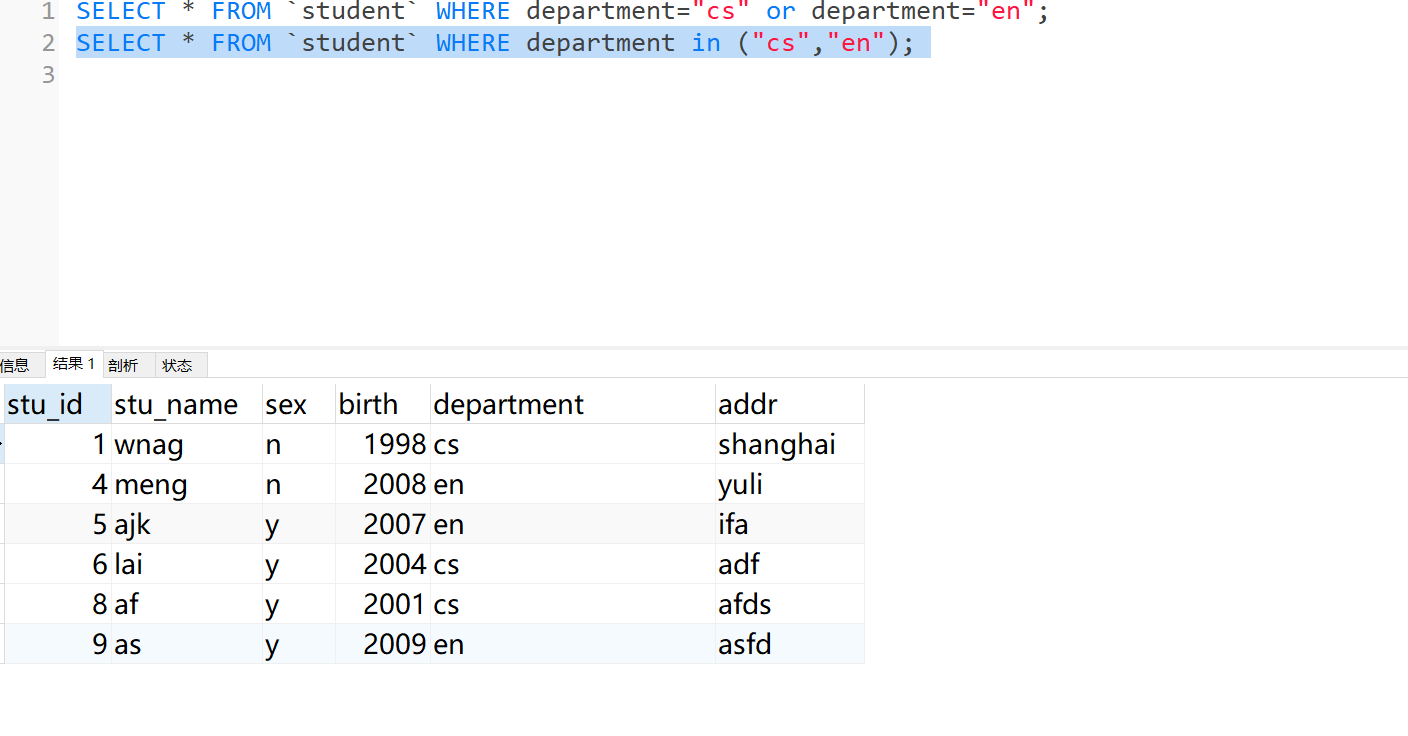 1 SELECT * FROM `student` WHERE department="cs" or department="en";
2 SELECT * FROM `student` WHERE department in ("cs","en");
3
信息 结果 1 剖析 状态
stu_id stu_name sex birth department addr
1 wnag n 1998 cs shanghai
4 meng n 2008 en yuli
5 ajk y 2007 en ifa
6 lai y 2004 cs adf
8 af y 2001 cs afds
9 as y 2009 en asfd